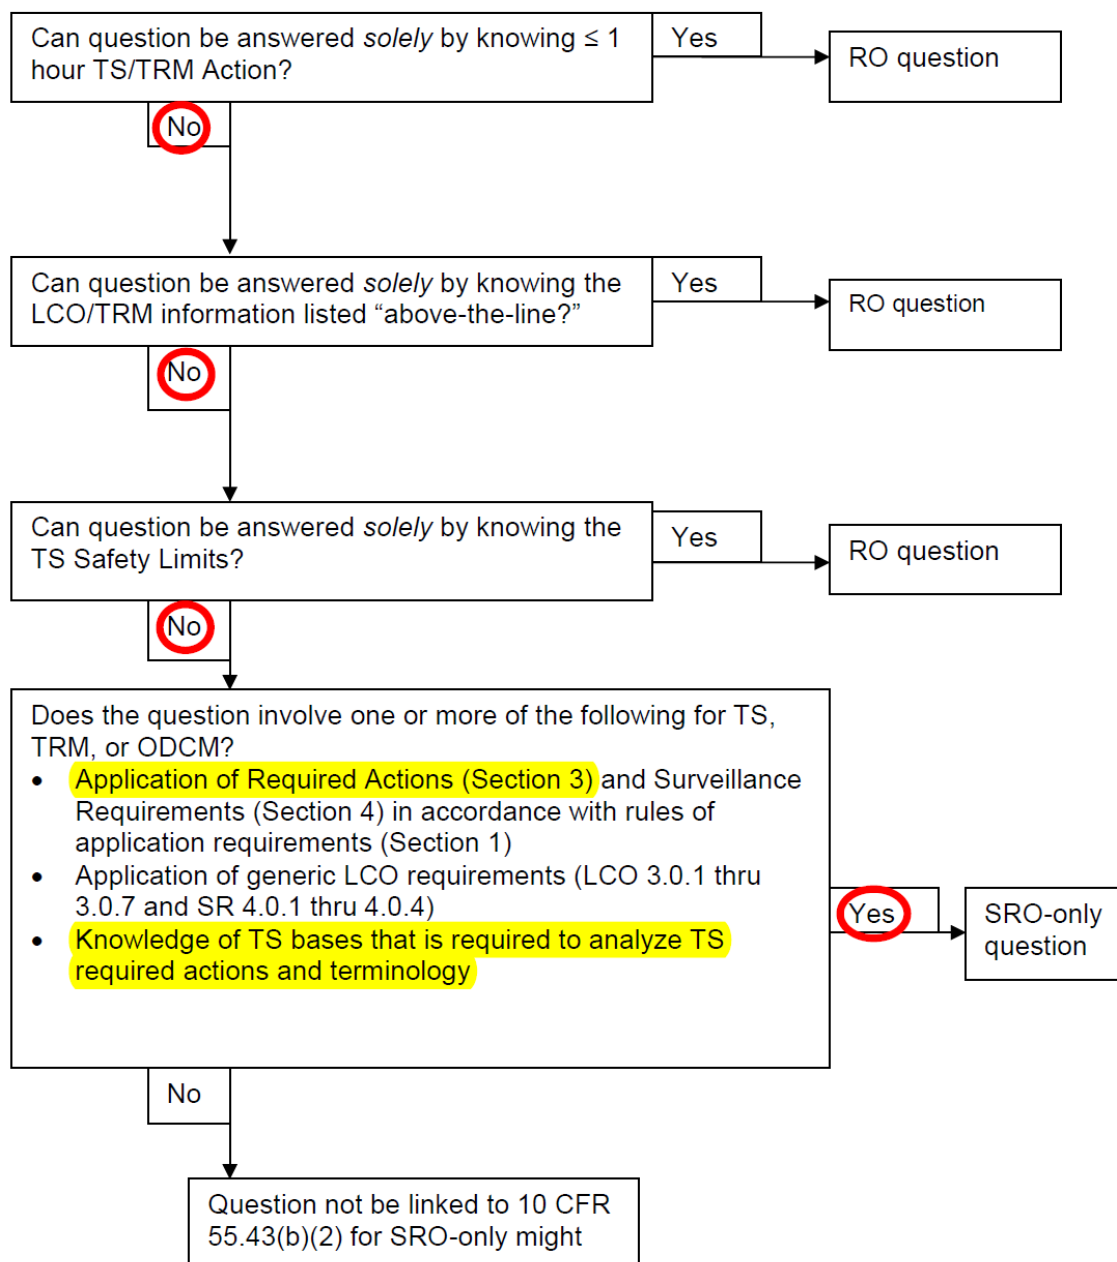 Can question be answered solely by knowing ≤ 1
hour TS/TRM Action?
Yes
RO question
No
Can question be answered solely by knowing the
LCO/TRM information listed “above-the-line?”
Yes
RO question
No
Can question be answered solely by knowing the
TS Safety Limits?
Yes
RO question
No
Does the question involve one or more of the following for TS,
TRM, or ODCM?
• Application of Required Actions (Section 3) and Surveillance
Requirements (Section 4) in accordance with rules of
application requirements (Section 1)
• Application of generic LCO requirements (LCO 3.0.1 thru
3.0.7 and SR 4.0.1 thru 4.0.4)
• Knowledge of TS bases that is required to analyze TS
required actions and terminology
Yes
SRO-only
question
No
Question not be linked to 10 CFR
55.43(b)(2) for SRO-only might